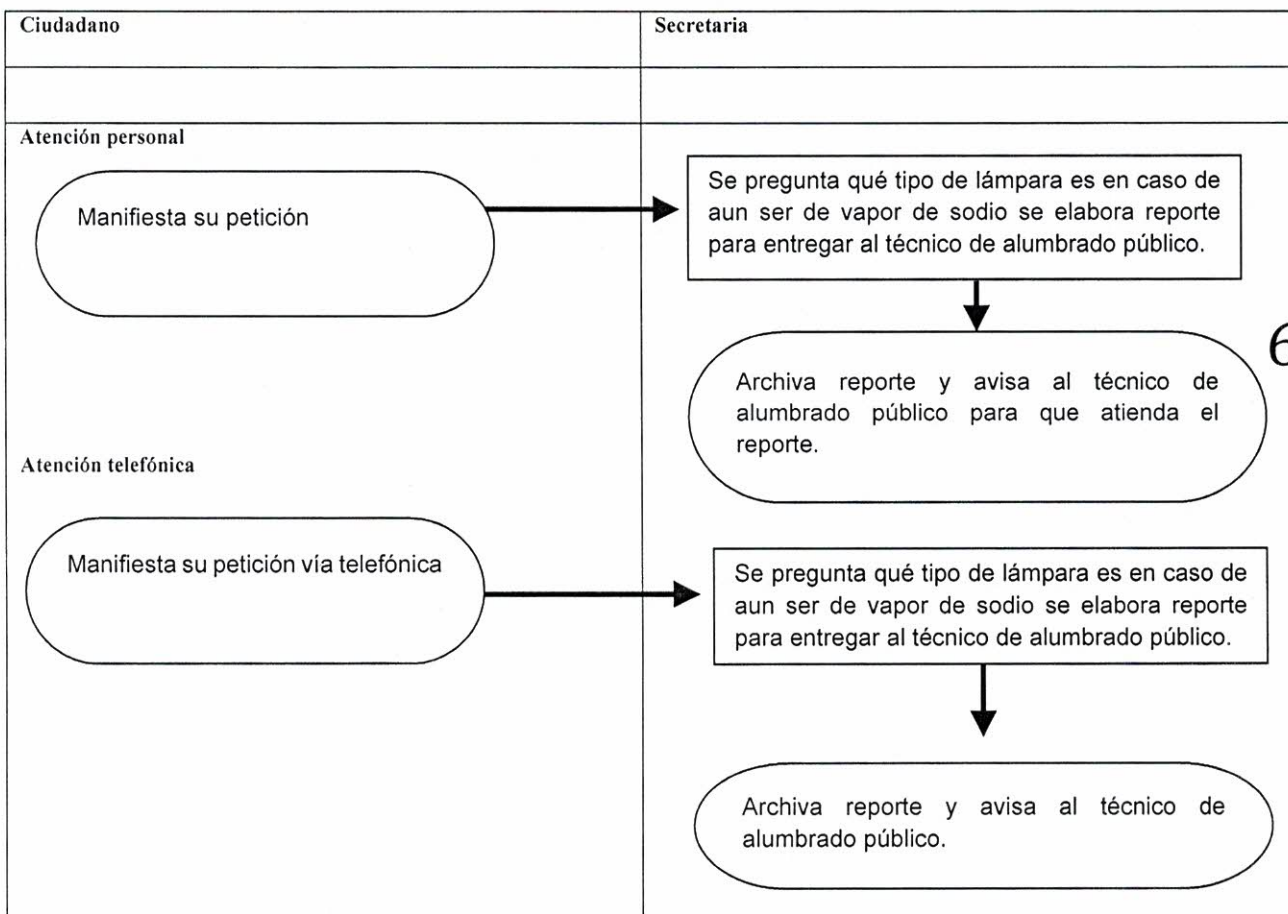 Ciudadano
Secretaria
Atención personal
Manifiesta su petición
Se pregunta qué tipo de lámpara es en caso de
aun ser de vapor de sodio se elabora reporte
para entregar al técnico de alumbrado público.
Archiva reporte y avisa al técnico de
alumbrado público para que atienda el
reporte.
6
Atención telefónica
Manifiesta su petición vía telefónica
Se pregunta qué tipo de lámpara es en caso de
aun ser de vapor de sodio se elabora reporte
para entregar al técnico de alumbrado público.
Archiva reporte y avisa al técnico de
alumbrado público.